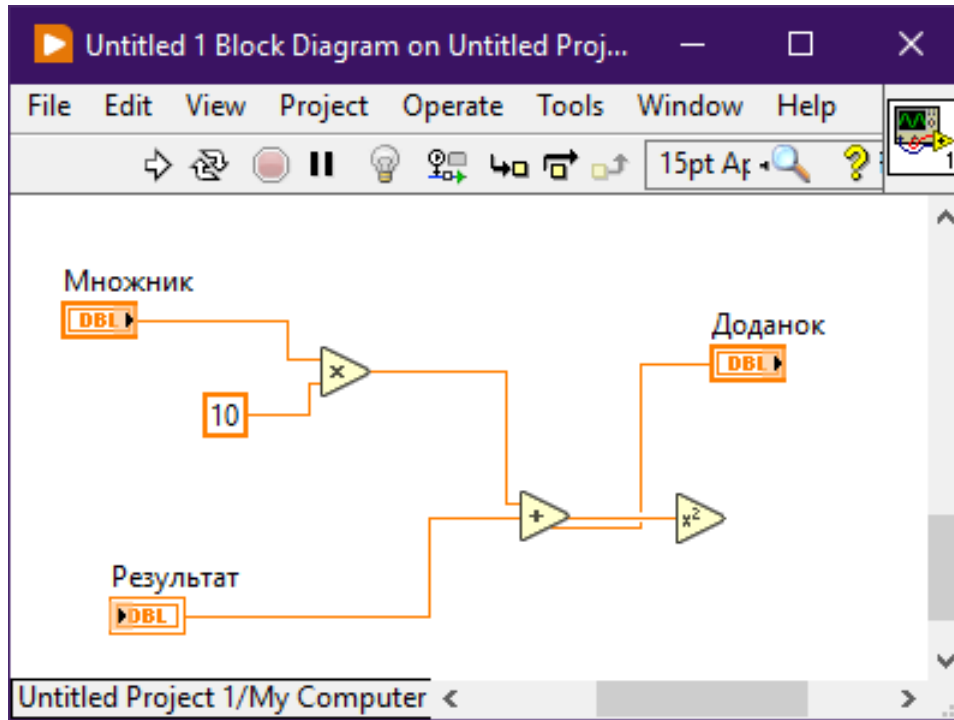 Untitled 1 Block Diagram on Untitled Proj...
File Edit View Project Operate Tools Window Help
15pt Ap
1
Множник
DBL
Доданок
DBL
×
10
+
x²
Результат
DBL
Untitled Project 1/My Computer